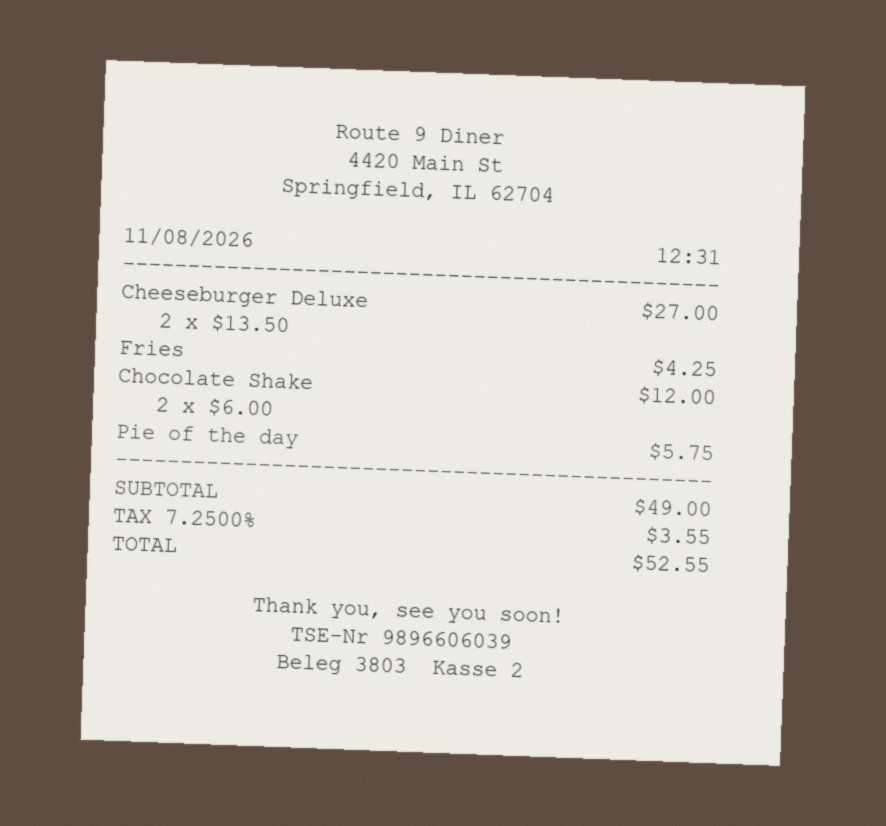 Route 9 Diner
4420 Main St
Springfield, IL 62704
11/08/2026 12:31
----------------------------------------------
Cheeseburger Deluxe $27.00
2 x $13.50
Fries $4.25
Chocolate Shake $12.00
2 x $6.00
Pie of the day $5.75
----------------------------------------------
SUBTOTAL $49.00
TAX 7.2500% $3.55
TOTAL $52.55
Thank you, see you soon!
TSE-Nr 9896606039
Beleg 3803  Kasse 2